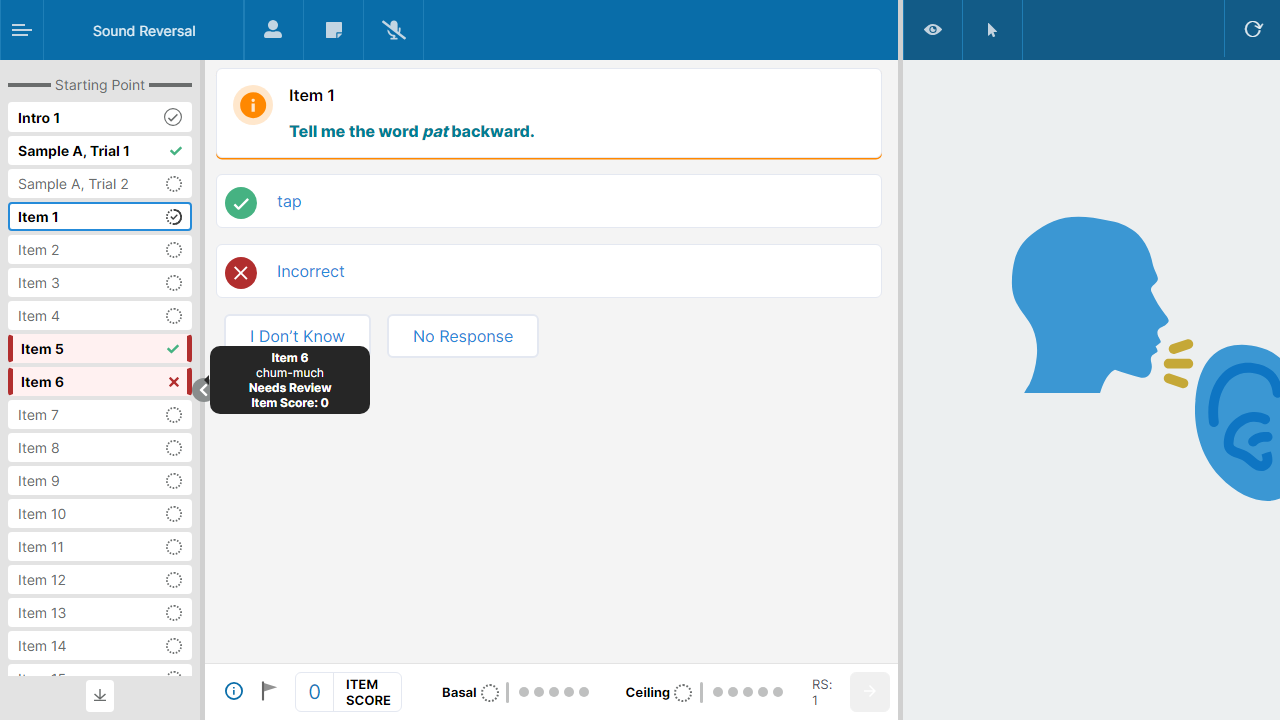 Sound Reversal
Starting Point
Intro 1
Sample A, Trial 1
Sample A, Trial 2
Item 1
Item 2
Item 3
Item 4
Item 5
Item 6
Item 7
Item 8
Item 9
Item 10
Item 11
Item 12
Item 13
Item 14
Item 1
Tell me the word pat backward.
tap
Incorrect
I Don’t Know
No Response
Item 6
chum-much
Needs Review
Item Score: 0
0
ITEM
SCORE
Basal
Ceiling
RS:
1